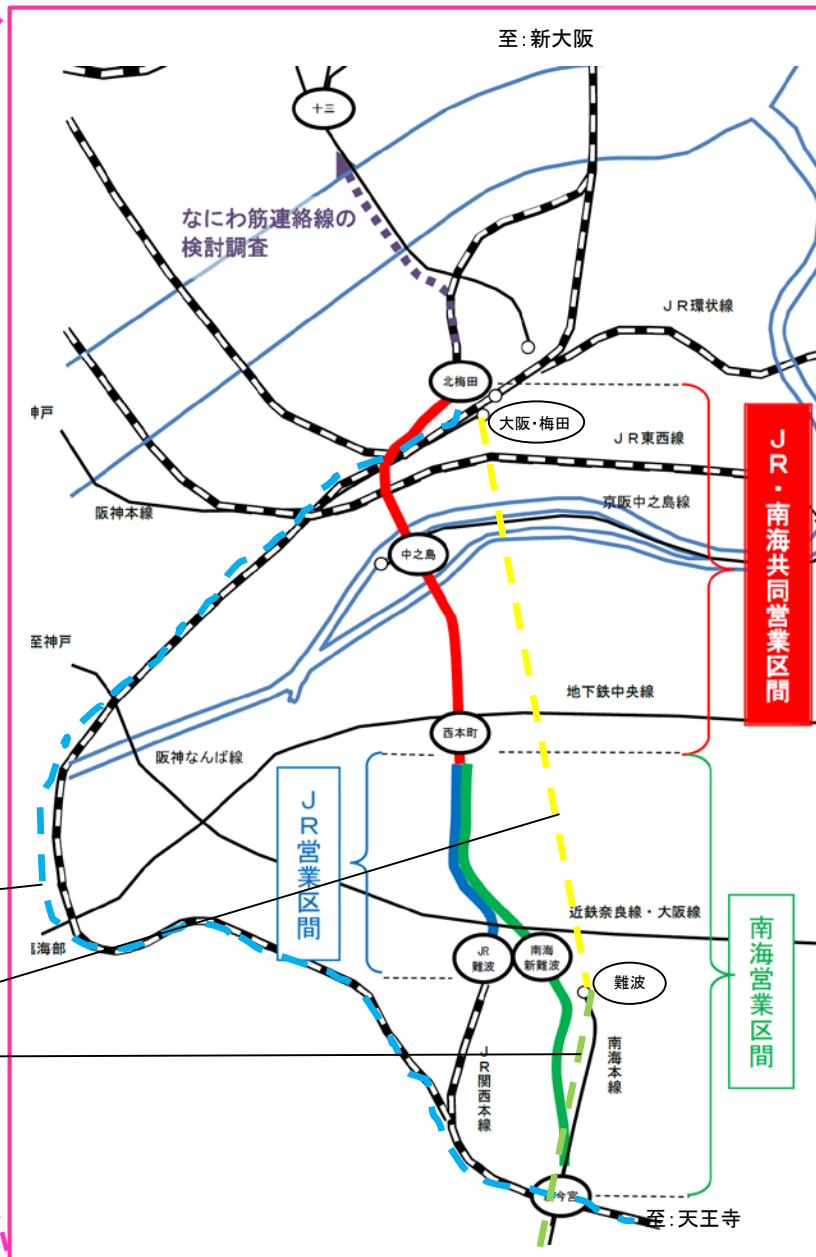 至：新大阪
十三
なにわ筋連絡線の
検討調査
JR環状線
北梅田
神戸
大阪・梅田
JR東西線
阪神本線
京阪中之島線
中之島
JR・南海共同営業区間
至神戸
地下鉄中央線
西本町
阪神なんば線
JR営業区間
近鉄奈良線・大阪線
海部
JR
難波
南海
新難波
難波
南海営業区間
JR関西本線
南海本線
今宮
至：天王寺